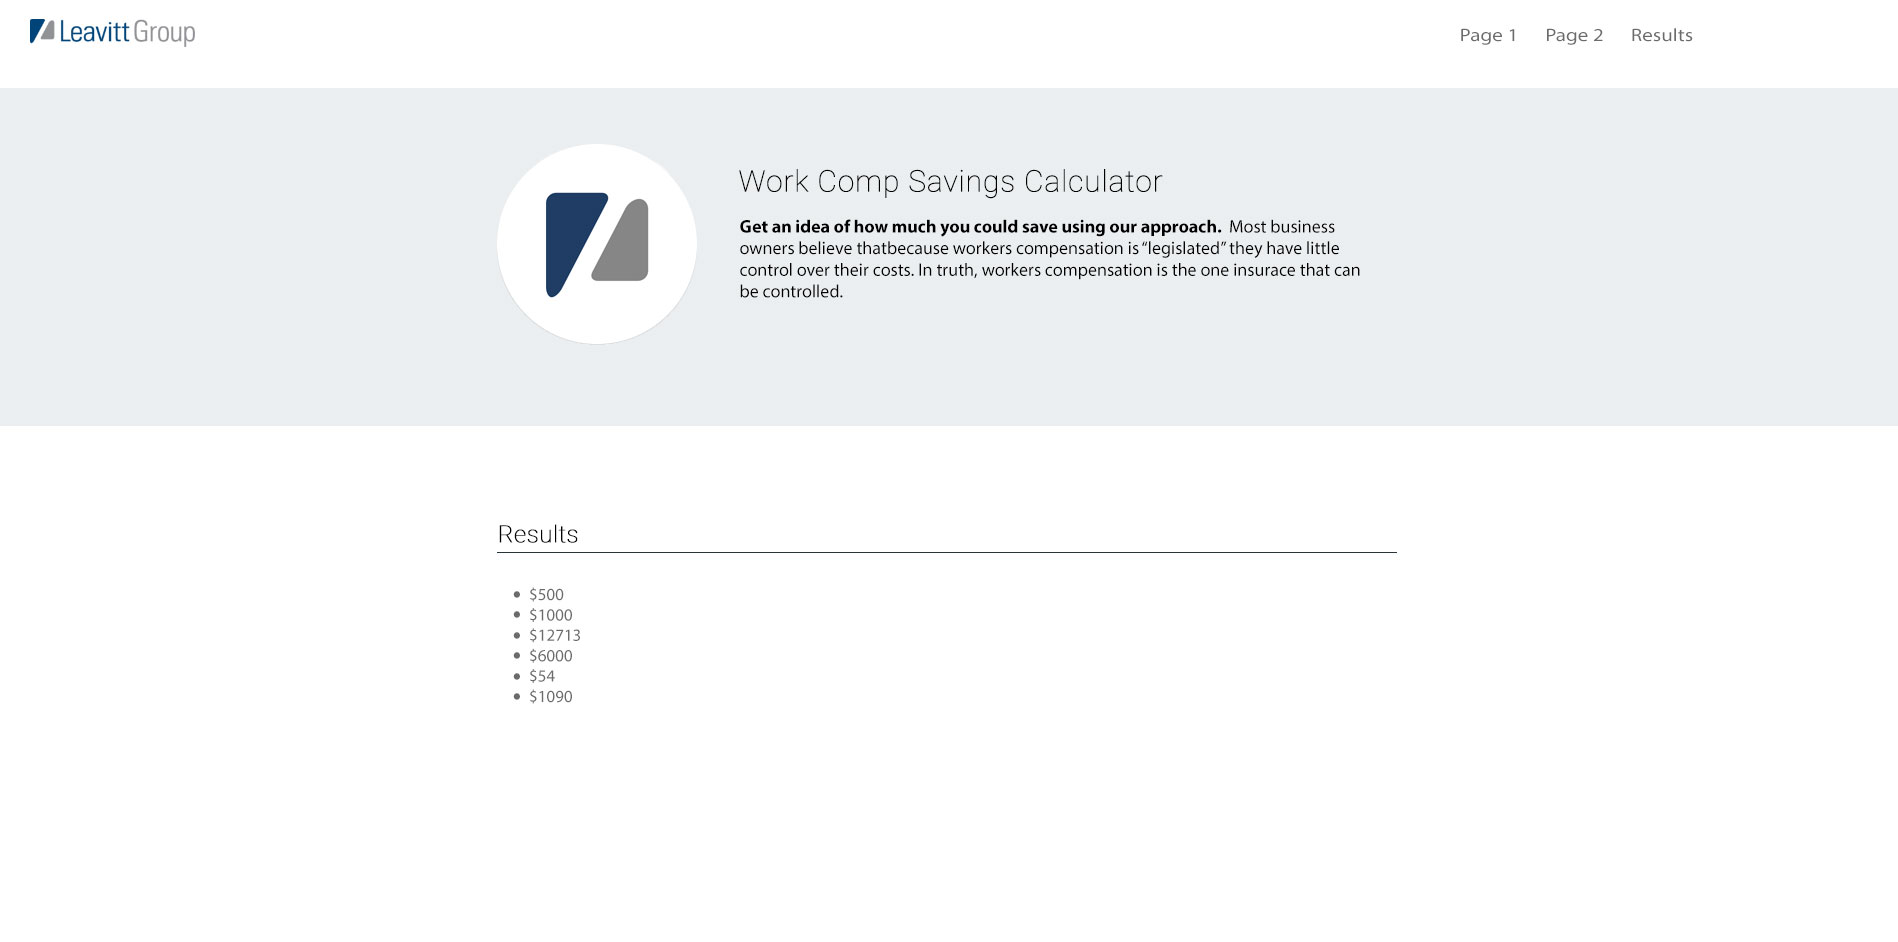 Leavitt Group
Page 1 Page 2 Results
Work Comp Savings Calculator
Get an idea of how much you could save using our approach. Most business
owners believe thatbecause workers compensation is “legislated” they have little
control over their costs. In truth, workers compensation is the one insurace that can
be controlled.
Results
• $500
• $1000
• $12713
• $6000
• $54
• $1090